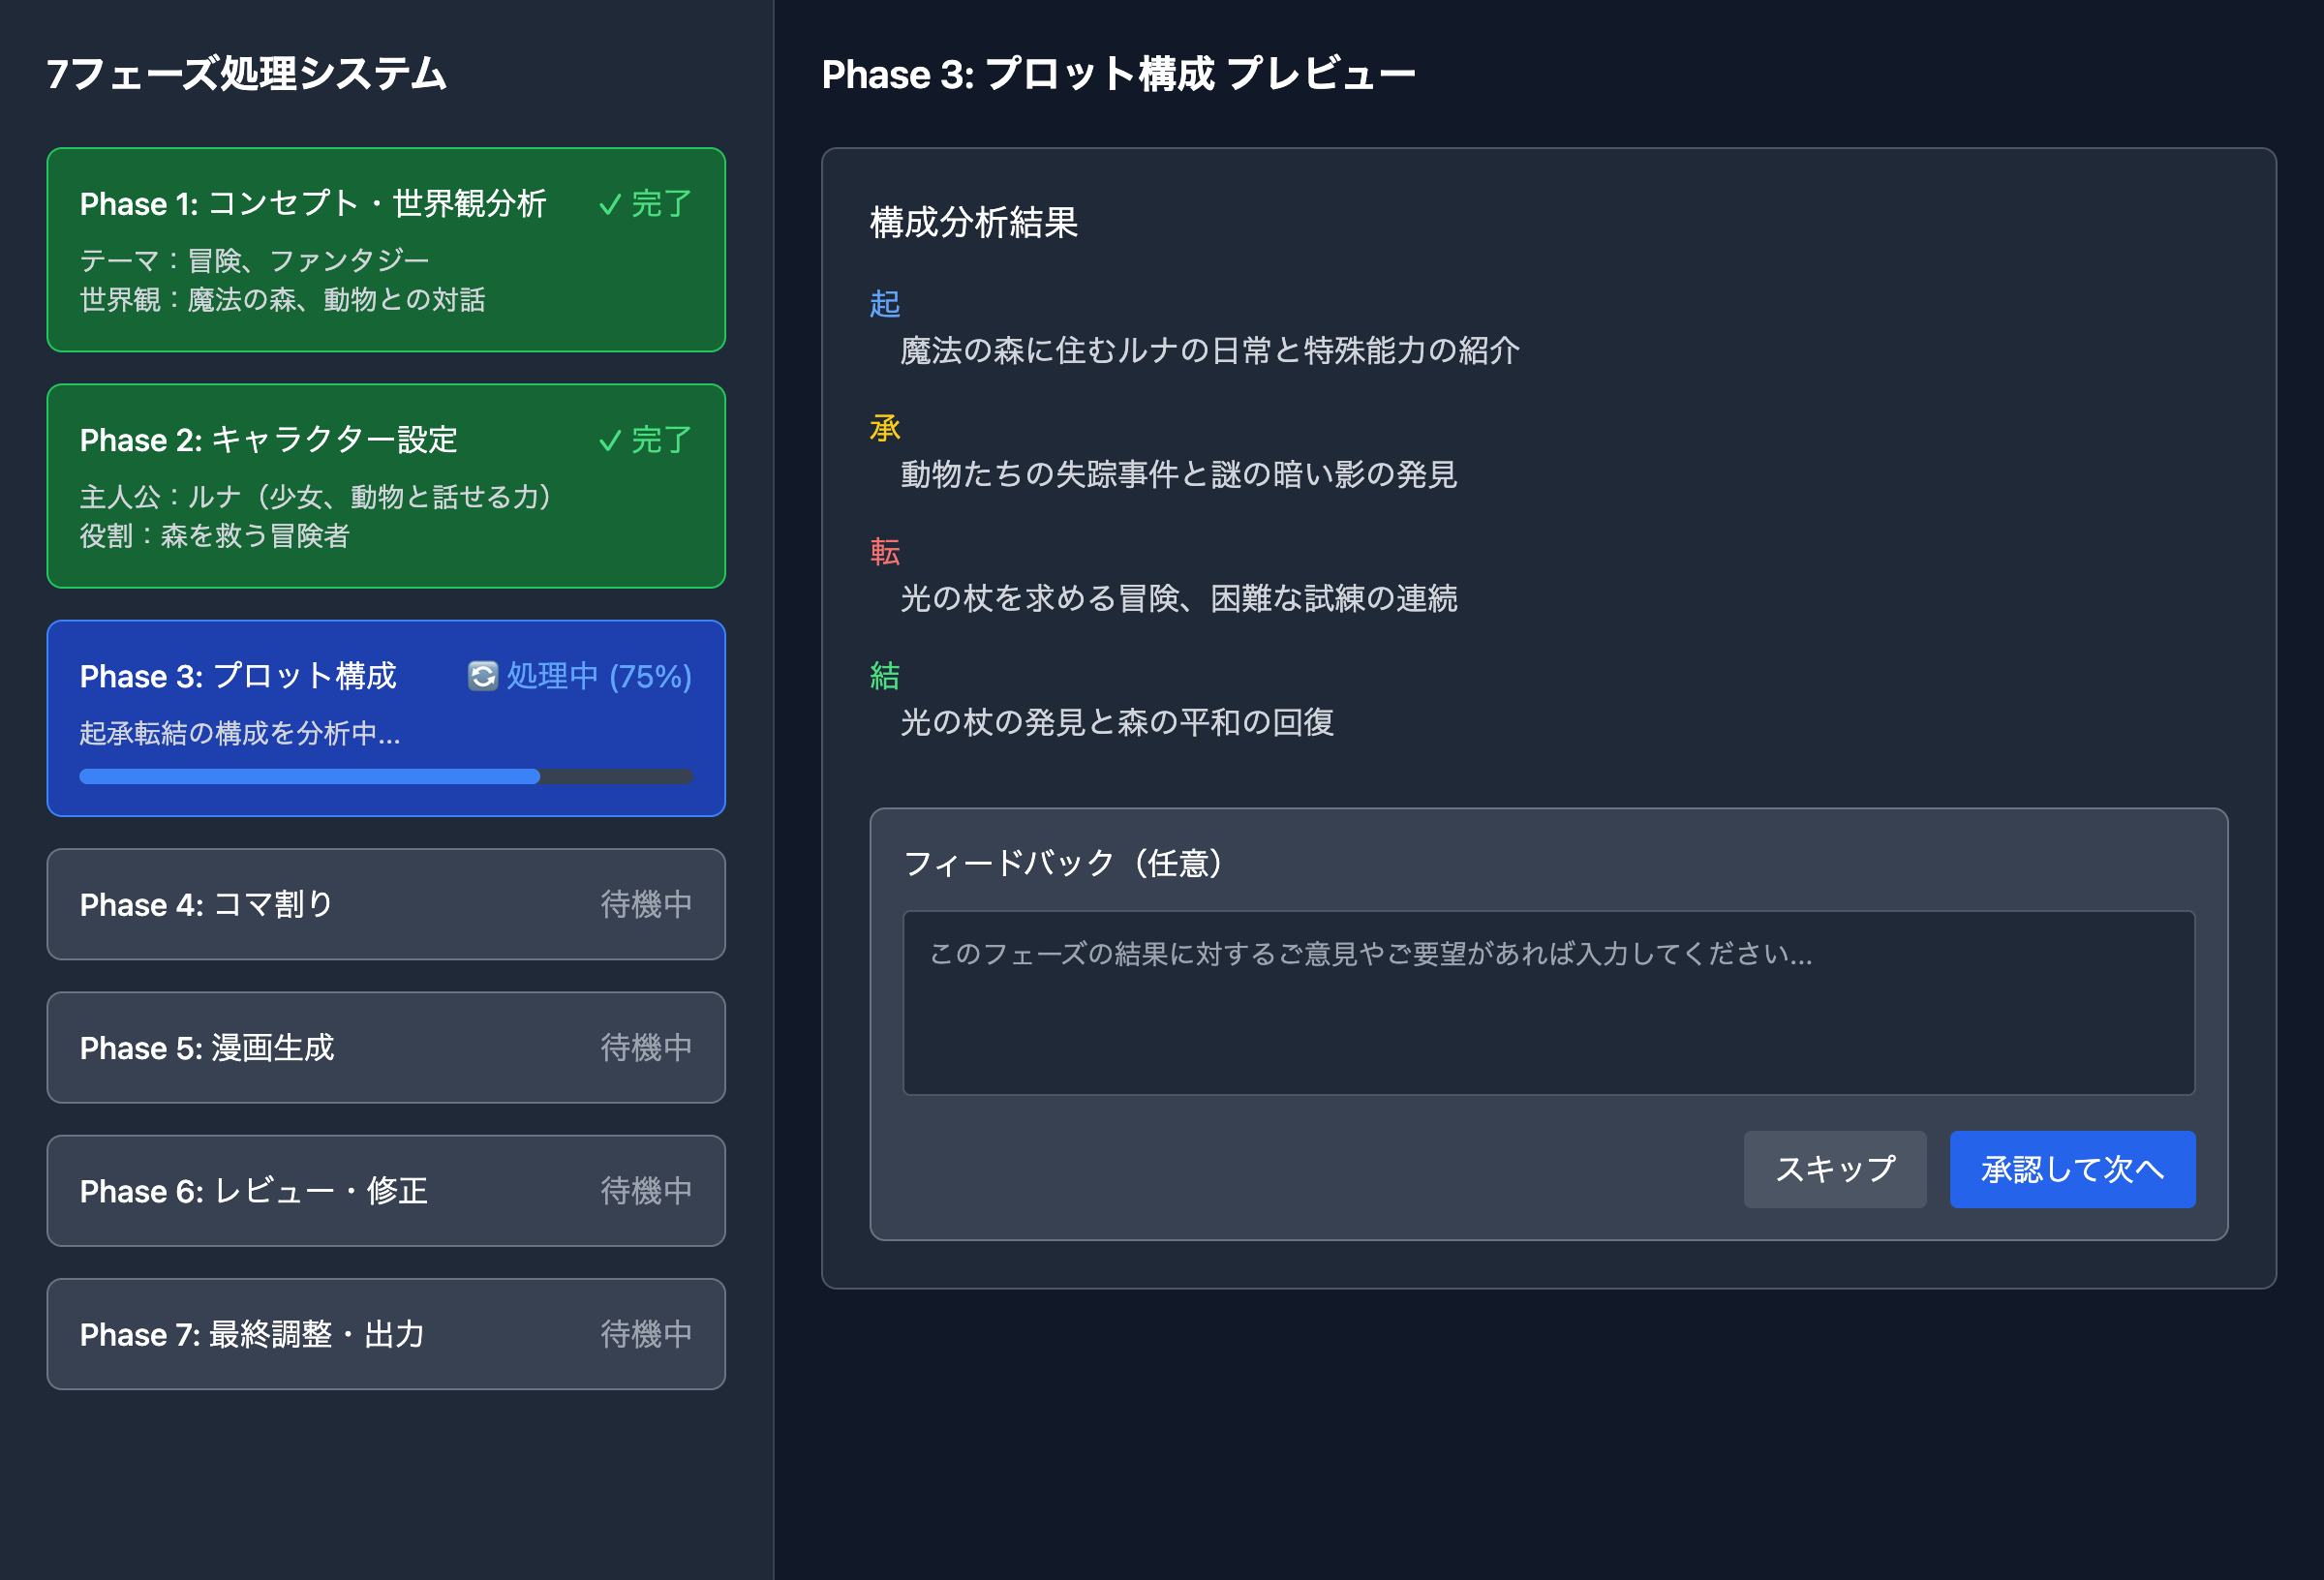 7フェーズ処理システム
Phase 1: コンセプト・世界観分析 ✓ 完了
テーマ：冒険、ファンタジー
世界観：魔法の森、動物との対話
Phase 2: キャラクター設定 ✓ 完了
主人公：ルナ（少女、動物と話せる力）
役割：森を救う冒険者
Phase 3: プロット構成 🔄 処理中 (75%)
起承転結の構成を分析中...
Phase 4: コマ割り 待機中
Phase 5: 漫画生成 待機中
Phase 6: レビュー・修正 待機中
Phase 7: 最終調整・出力 待機中
Phase 3: プロット構成 プレビュー
構成分析結果
起
魔法の森に住むルナの日常と特殊能力の紹介
承
動物たちの失踪事件と謎の暗い影の発見
転
光の杖を求める冒険、困難な試練の連続
結
光の杖の発見と森の平和の回復
フィードバック（任意）
このフェーズの結果に対するご意見やご要望があれば入力してください...
スキップ 承認して次へ